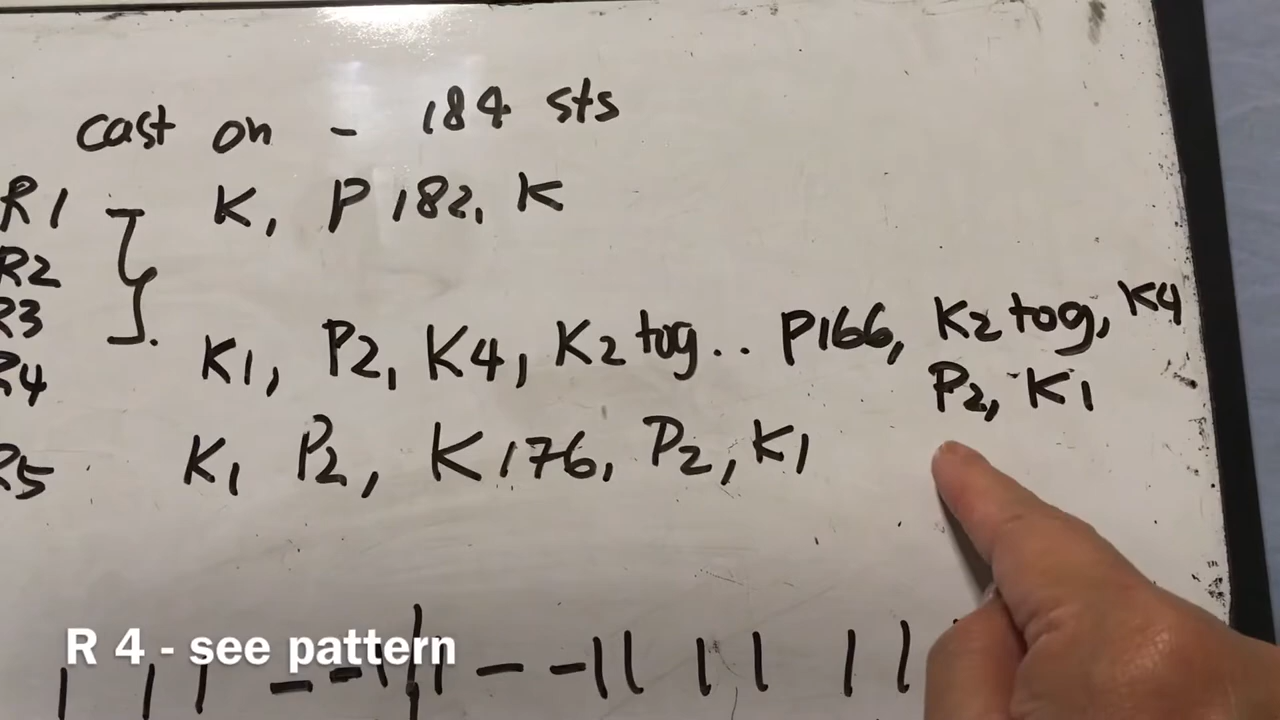 cast on - 184 sts
R1 K, P 182, K
R2
R3
R4 K1, P2, K4, K2 tog.. P166, K2 tog, K4
P2, K1
R5 K1 P2, K 176, P2, K1
R 4 - see pattern